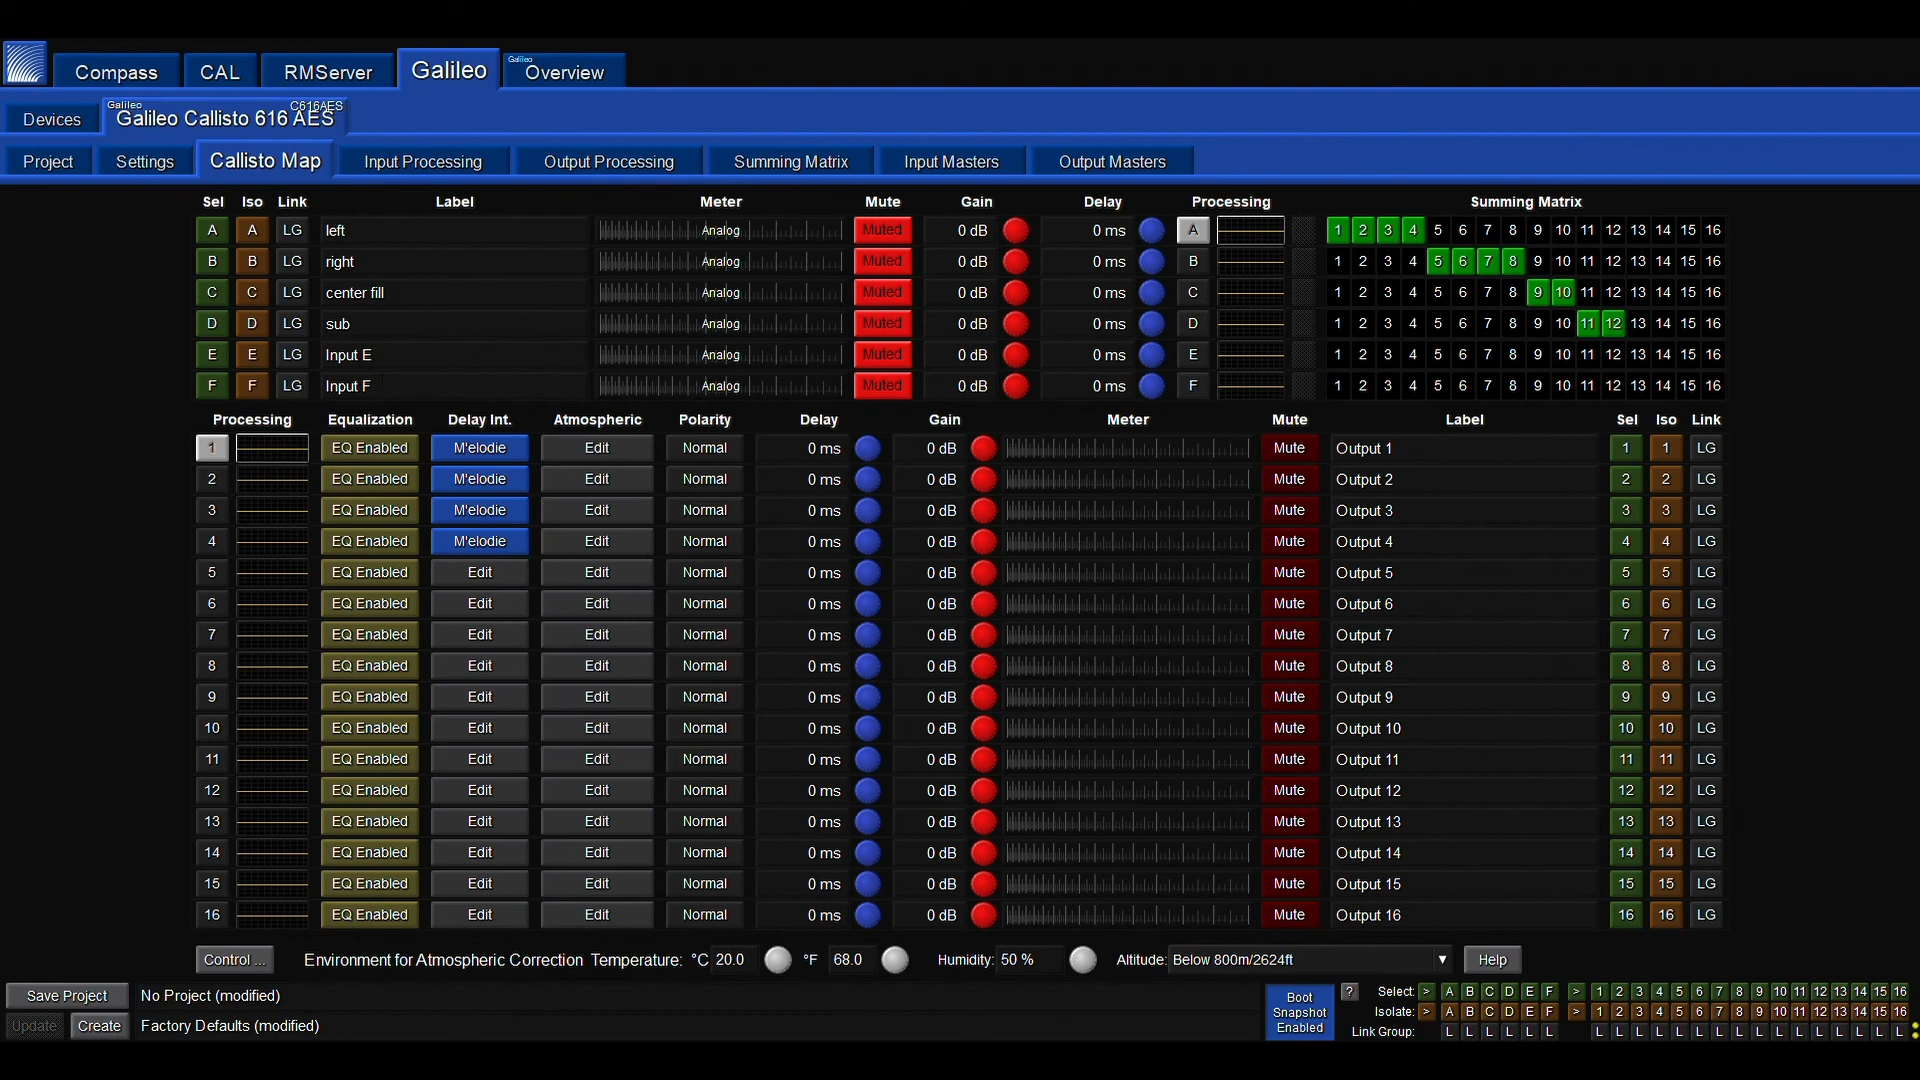 Compass CAL RMServer Galileo Galileo Overview
Devices Galileo Galileo Callisto 616 AES C616AES
Project Settings Callisto Map Input Processing Output Processing Summing Matrix Input Masters Output Masters
Sel Iso Link Label Meter Mute Gain Delay Processing Summing Matrix
A A LG left Analog Muted 0 dB 0 ms A 1 2 3 4 5 6 7 8 9 10 11 12 13 14 15 16
B B LG right Analog Muted 0 dB 0 ms B 1 2 3 4 5 6 7 8 9 10 11 12 13 14 15 16
C C LG center fill Analog Muted 0 dB 0 ms C 1 2 3 4 5 6 7 8 9 10 11 12 13 14 15 16
D D LG sub Analog Muted 0 dB 0 ms D 1 2 3 4 5 6 7 8 9 10 11 12 13 14 15 16
E E LG Input E Analog Muted 0 dB 0 ms E 1 2 3 4 5 6 7 8 9 10 11 12 13 14 15 16
F F LG Input F Analog Muted 0 dB 0 ms F 1 2 3 4 5 6 7 8 9 10 11 12 13 14 15 16
Processing Equalization Delay Int. Atmospheric Polarity Delay Gain Meter Mute Label Sel Iso Link
1 EQ Enabled M'elodie Edit Normal 0 ms 0 dB Mute Output 1 1 1 LG
2 EQ Enabled M'elodie Edit Normal 0 ms 0 dB Mute Output 2 2 2 LG
3 EQ Enabled M'elodie Edit Normal 0 ms 0 dB Mute Output 3 3 3 LG
4 EQ Enabled M'elodie Edit Normal 0 ms 0 dB Mute Output 4 4 4 LG
5 EQ Enabled Edit Edit Normal 0 ms 0 dB Mute Output 5 5 5 LG
6 EQ Enabled Edit Edit Normal 0 ms 0 dB Mute Output 6 6 6 LG
7 EQ Enabled Edit Edit Normal 0 ms 0 dB Mute Output 7 7 7 LG
8 EQ Enabled Edit Edit Normal 0 ms 0 dB Mute Output 8 8 8 LG
9 EQ Enabled Edit Edit Normal 0 ms 0 dB Mute Output 9 9 9 LG
10 EQ Enabled Edit Edit Normal 0 ms 0 dB Mute Output 10 10 10 LG
11 EQ Enabled Edit Edit Normal 0 ms 0 dB Mute Output 11 11 11 LG
12 EQ Enabled Edit Edit Normal 0 ms 0 dB Mute Output 12 12 12 LG
13 EQ Enabled Edit Edit Normal 0 ms 0 dB Mute Output 13 13 13 LG
14 EQ Enabled Edit Edit Normal 0 ms 0 dB Mute Output 14 14 14 LG
15 EQ Enabled Edit Edit Normal 0 ms 0 dB Mute Output 15 15 15 LG
16 EQ Enabled Edit Edit Normal 0 ms 0 dB Mute Output 16 16 16 LG
Control ... Environment for Atmospheric Correction Temperature: °C 20.0 °F 68.0 Humidity: 50 % Altitude: Below 800m/2624ft ▼ Help
Save Project No Project (modified)
Update Create Factory Defaults (modified)
Boot
Snapshot
Enabled
? Select: > A B C D E F > 1 2 3 4 5 6 7 8 9 10 11 12 13 14 15 16
Isolate: > A B C D E F > 1 2 3 4 5 6 7 8 9 10 11 12 13 14 15 16
Link Group: L L L L L L L L L L L L L L L L L L L L L L